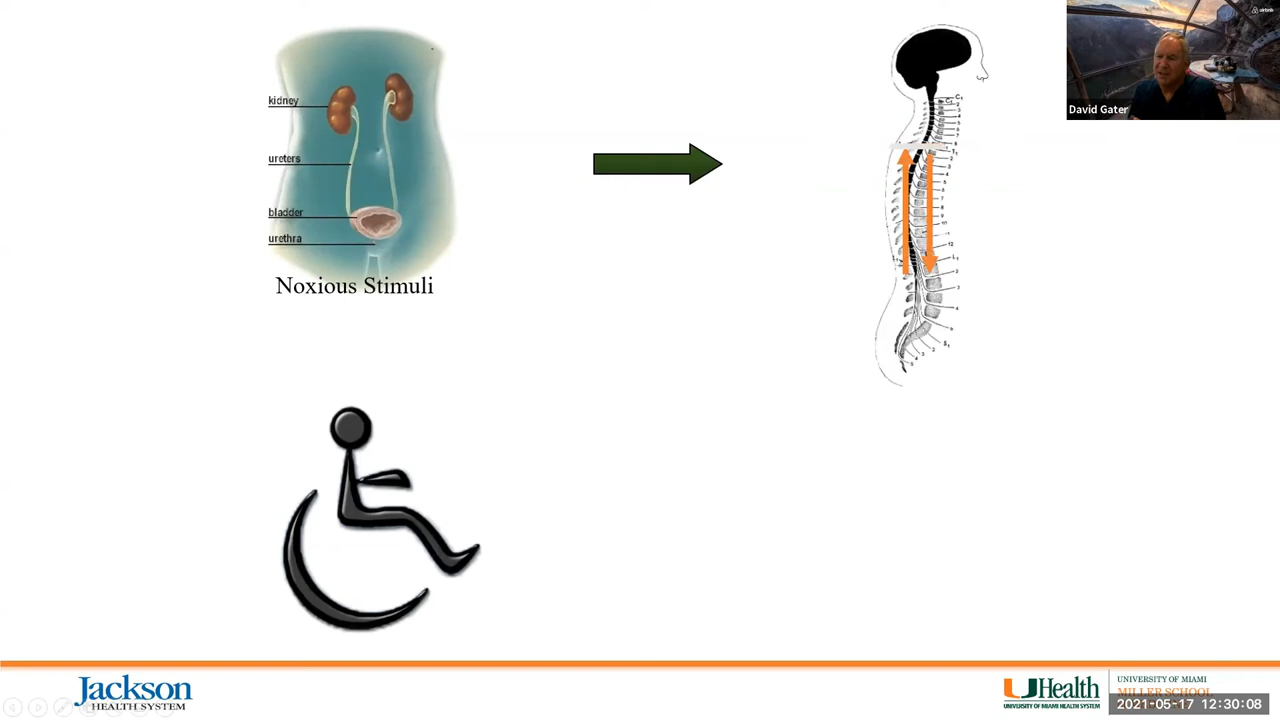 kidney
ureters
bladder
urethra
Noxious Stimuli
airbnb
David Gater
Jackson
HEALTH SYSTEM
UHealth
UNIVERSITY OF MIAMI HEALTH SYSTEM
UNIVERSITY OF MIAMI
MILLER SCHOOL
2021-05-17 12:30:08